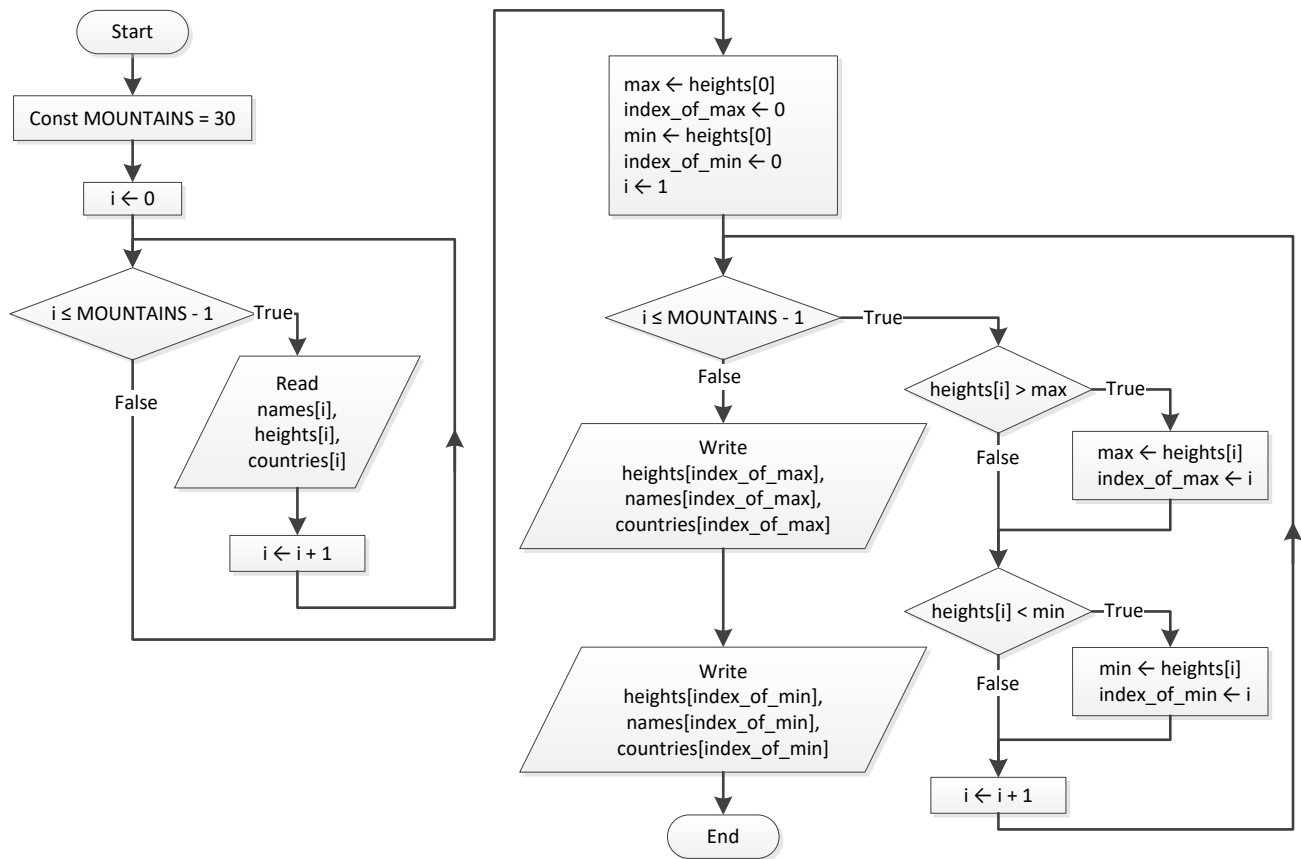 Start
Const MOUNTAINS = 30
i ← 0
i ≤ MOUNTAINS - 1
True
False
Read
names[i],
heights[i],
countries[i]
i ← i + 1
max ← heights[0]
index_of_max ← 0
min ← heights[0]
index_of_min ← 0
i ← 1
i ≤ MOUNTAINS - 1
True
False
heights[i] > max
True
False
max ← heights[i]
index_of_max ← i
heights[i] < min
True
False
min ← heights[i]
index_of_min ← i
i ← i + 1
Write
heights[index_of_max],
names[index_of_max],
countries[index_of_max]
Write
heights[index_of_min],
names[index_of_min],
countries[index_of_min]
End